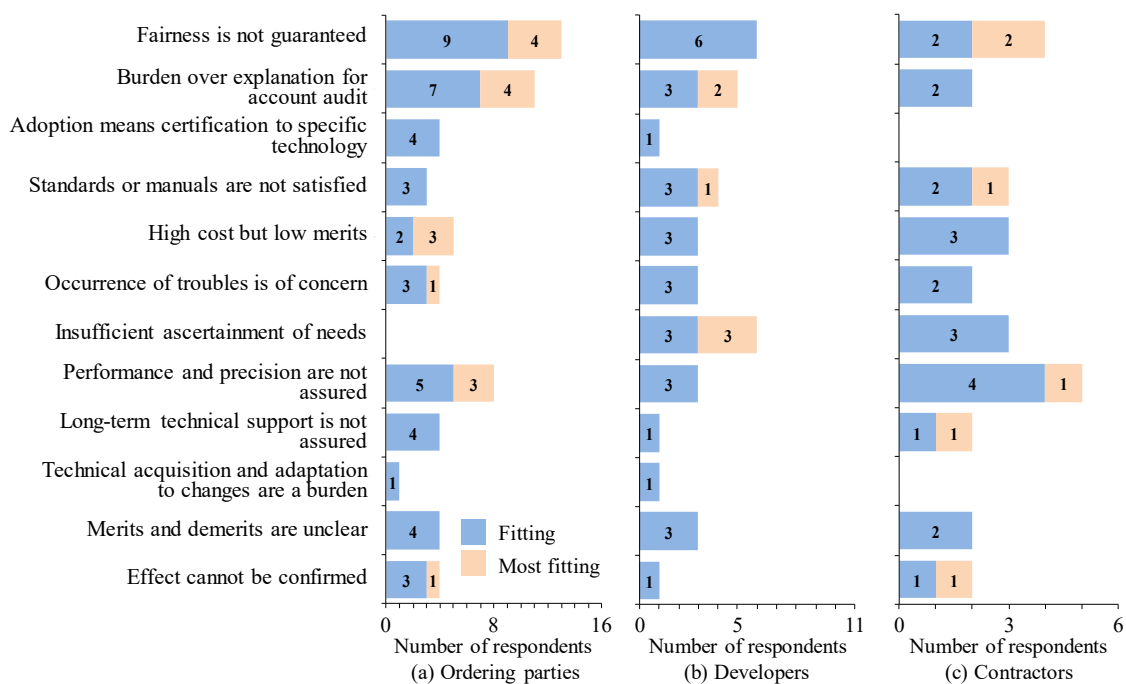 Fairness is not guaranteed
9 4
6
2 2
Burden over explanation for
account audit
7 4
3 2
2
Adoption means certification to specific
technology
4
1
Standards or manuals are not satisfied
3
3 1
2 1
High cost but low merits
2 3
3
3
Occurrence of troubles is of concern
3 1
3
2
Insufficient ascertainment of needs
3 3
3
Performance and precision are not
assured
5 3
3
4 1
Long-term technical support is not
assured
4
1
1 1
Technical acquisition and adaptation
to changes are a burden
1
1
Merits and demerits are unclear
4
3
2
Effect cannot be confirmed
3 1
1
1 1
Fitting
Most fitting
0 8 16
0 5 11
0 3 6
Number of respondents
(a) Ordering parties
Number of respondents
(b) Developers
Number of respondents
(c) Contractors